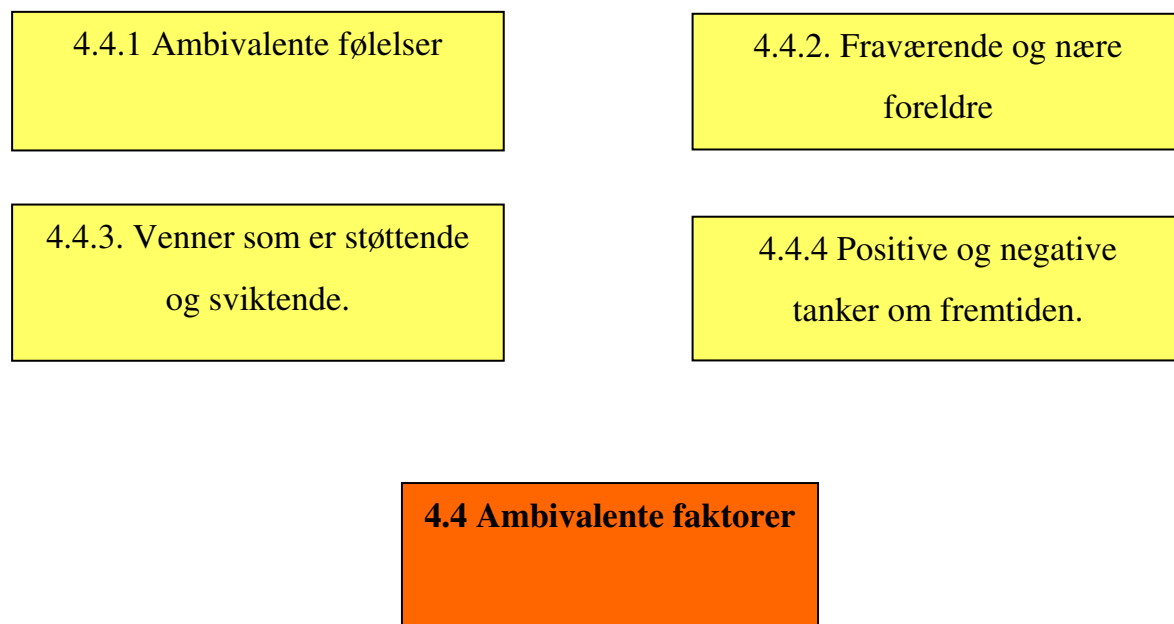 4.4.1 Ambivalente følelser
4.4.2. Fraværende og nære
foreldre
4.4.3. Venner som er støttende
og sviktende.
4.4.4 Positive og negative
tanker om fremtiden.
4.4 Ambivalente faktorer